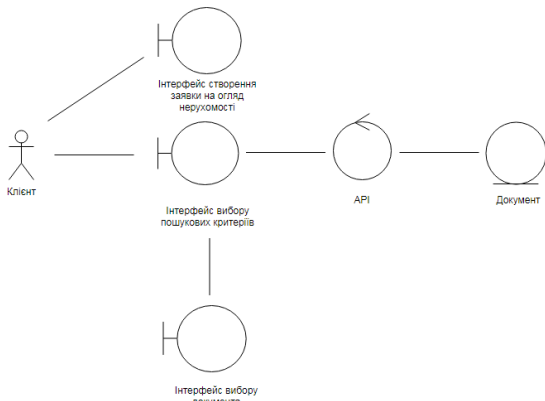 Інтерфейс створення
заявки на огляд
нерухомості
Клієнт
Інтерфейс вибору
пошукових критеріїв
API
Документ
Інтерфейс вибору